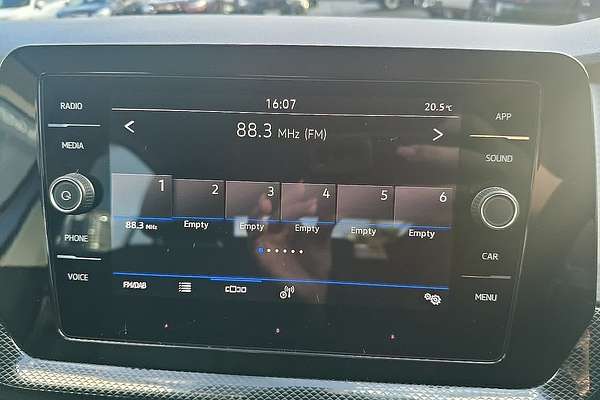 RADIO
MEDIA
PHONE
VOICE
16:07
20.5°C
88.3 MHz (FM)
1 2 3 4 5 6
88.3 MHz Empty Empty Empty Empty Empty
FM/DAB
APP
SOUND
CAR
MENU